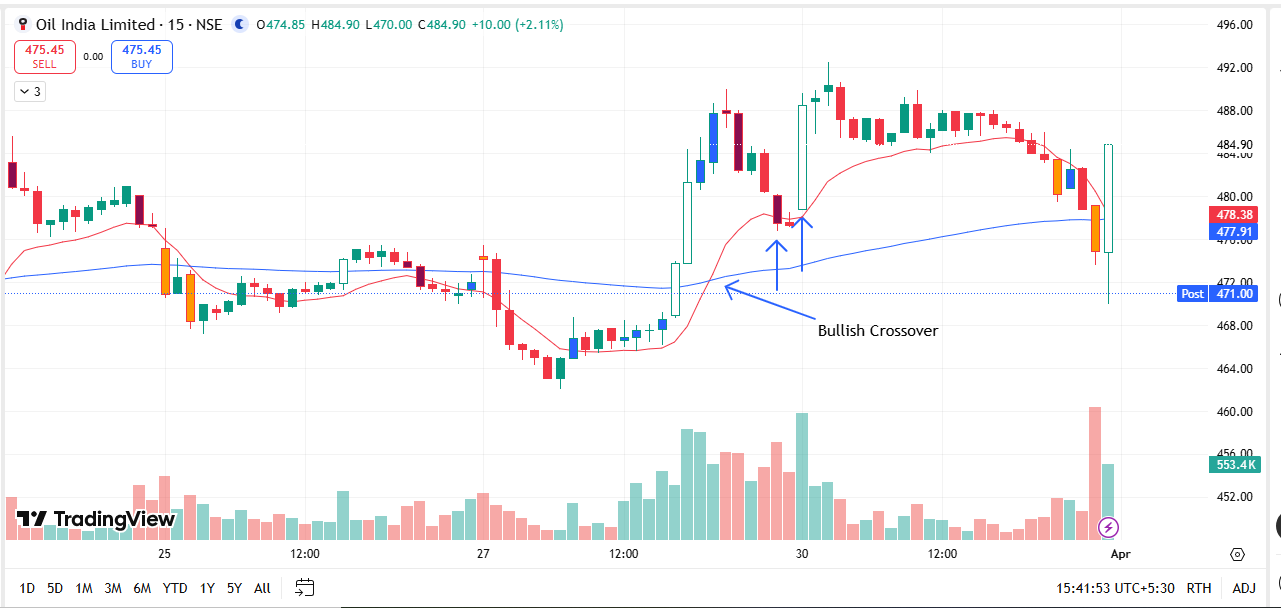 Oil India Limited · 15 · NSE O474.85 H484.90 L470.00 C484.90 +10.00 (+2.11%)
475.45
SELL
0.00
475.45
BUY
3
496.00
492.00
488.00
484.90
484.00
480.00
478.38
477.91
476.00
472.00
Post 471.00
468.00
464.00
460.00
456.00
553.4K
452.00
Bullish Crossover
TradingView
25 12:00 27 12:00 30 12:00 Apr
1D 5D 1M 3M 6M YTD 1Y 5Y All
15:41:53 UTC+5:30 RTH ADJ